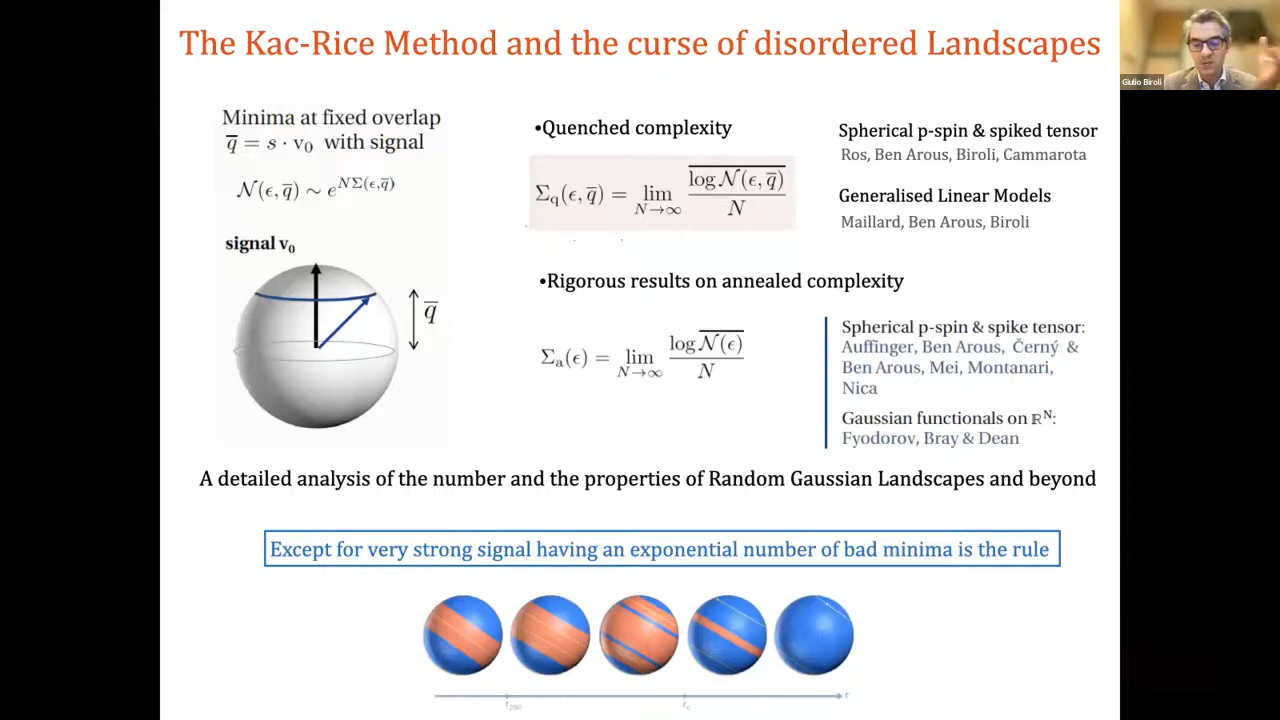 The Kac-Rice Method and the curse of disordered Landscapes
Giulio Biroli
Minima at fixed overlap
q̅ = s · v₀ with signal
𝒩(ϵ, q̅) ~ e^{NΣ(ϵ,q̅)}
signal v₀
q̅
•Quenched complexity
Σ_q(ϵ, q̅) = lim_{N→∞} \overline{log 𝒩(ϵ, q̅)} / N
Spherical p-spin & spiked tensor
Ros, Ben Arous, Biroli, Cammarota
Generalised Linear Models
Maillard, Ben Arous, Biroli
•Rigorous results on annealed complexity
Σ_a(ϵ) = lim_{N→∞} log \overline{𝒩(ϵ)} / N
Spherical p-spin & spike tensor:
Auffinger, Ben Arous, Černý &
Ben Arous, Mei, Montanari,
Nica
Gaussian functionals on ℝᴺ:
Fyodorov, Bray & Dean
A detailed analysis of the number and the properties of Random Gaussian Landscapes and beyond
Except for very strong signal having an exponential number of bad minima is the rule
r_c
r